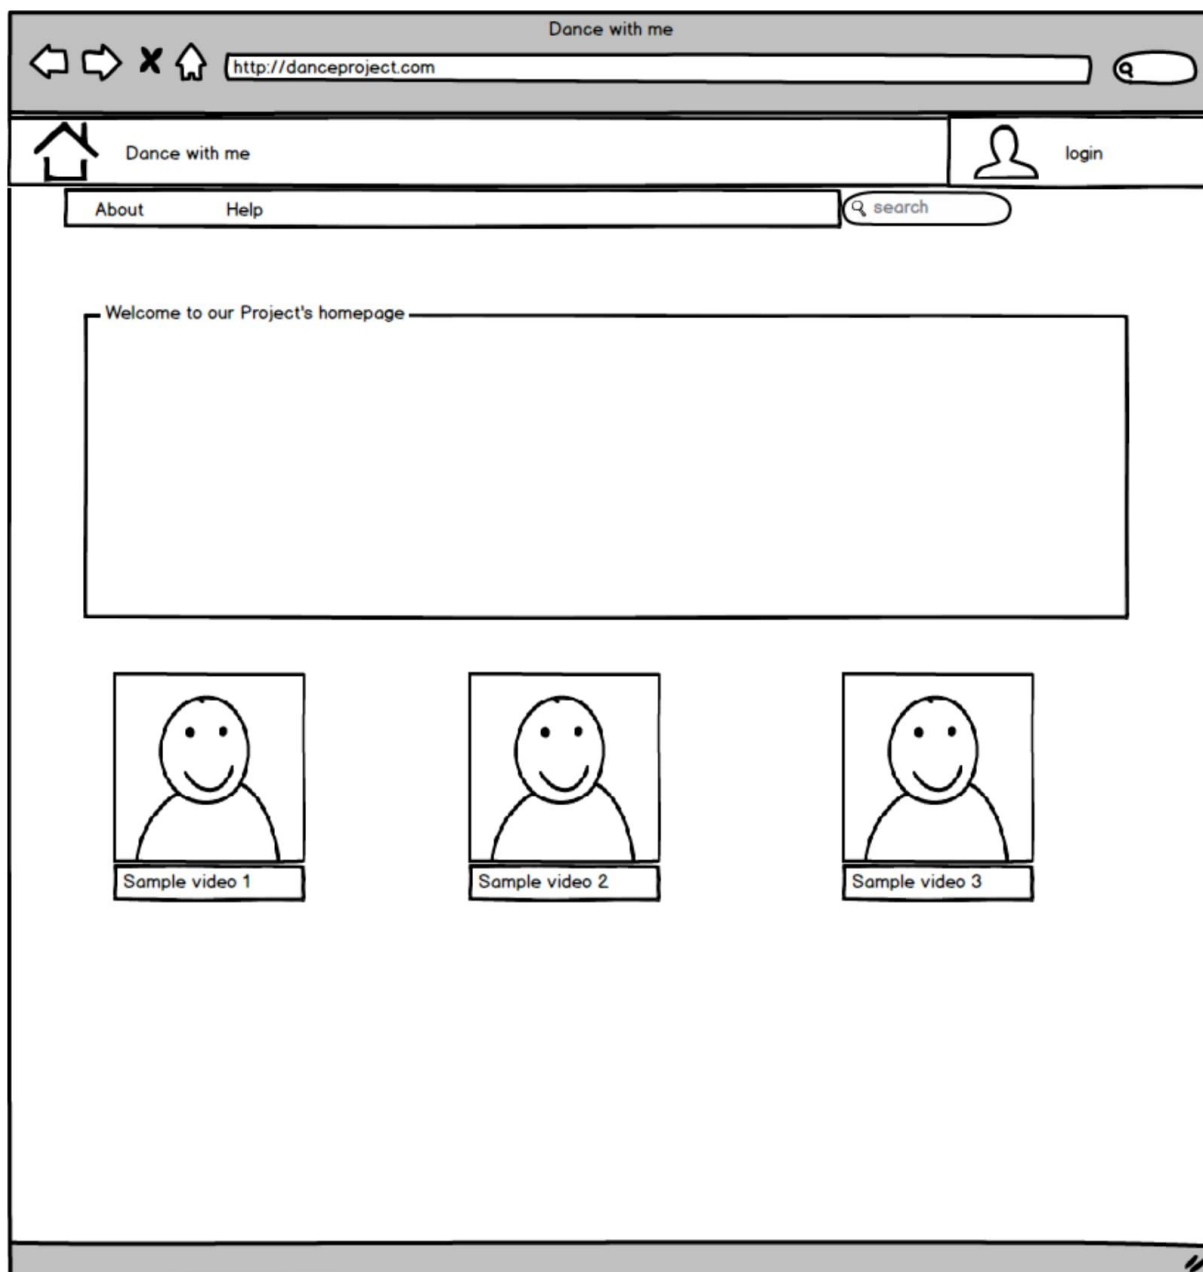 Dance with me
http://danceproject.com
Dance with me
login
About Help
search
Welcome to our Project's homepage
Sample video 1
Sample video 2
Sample video 3